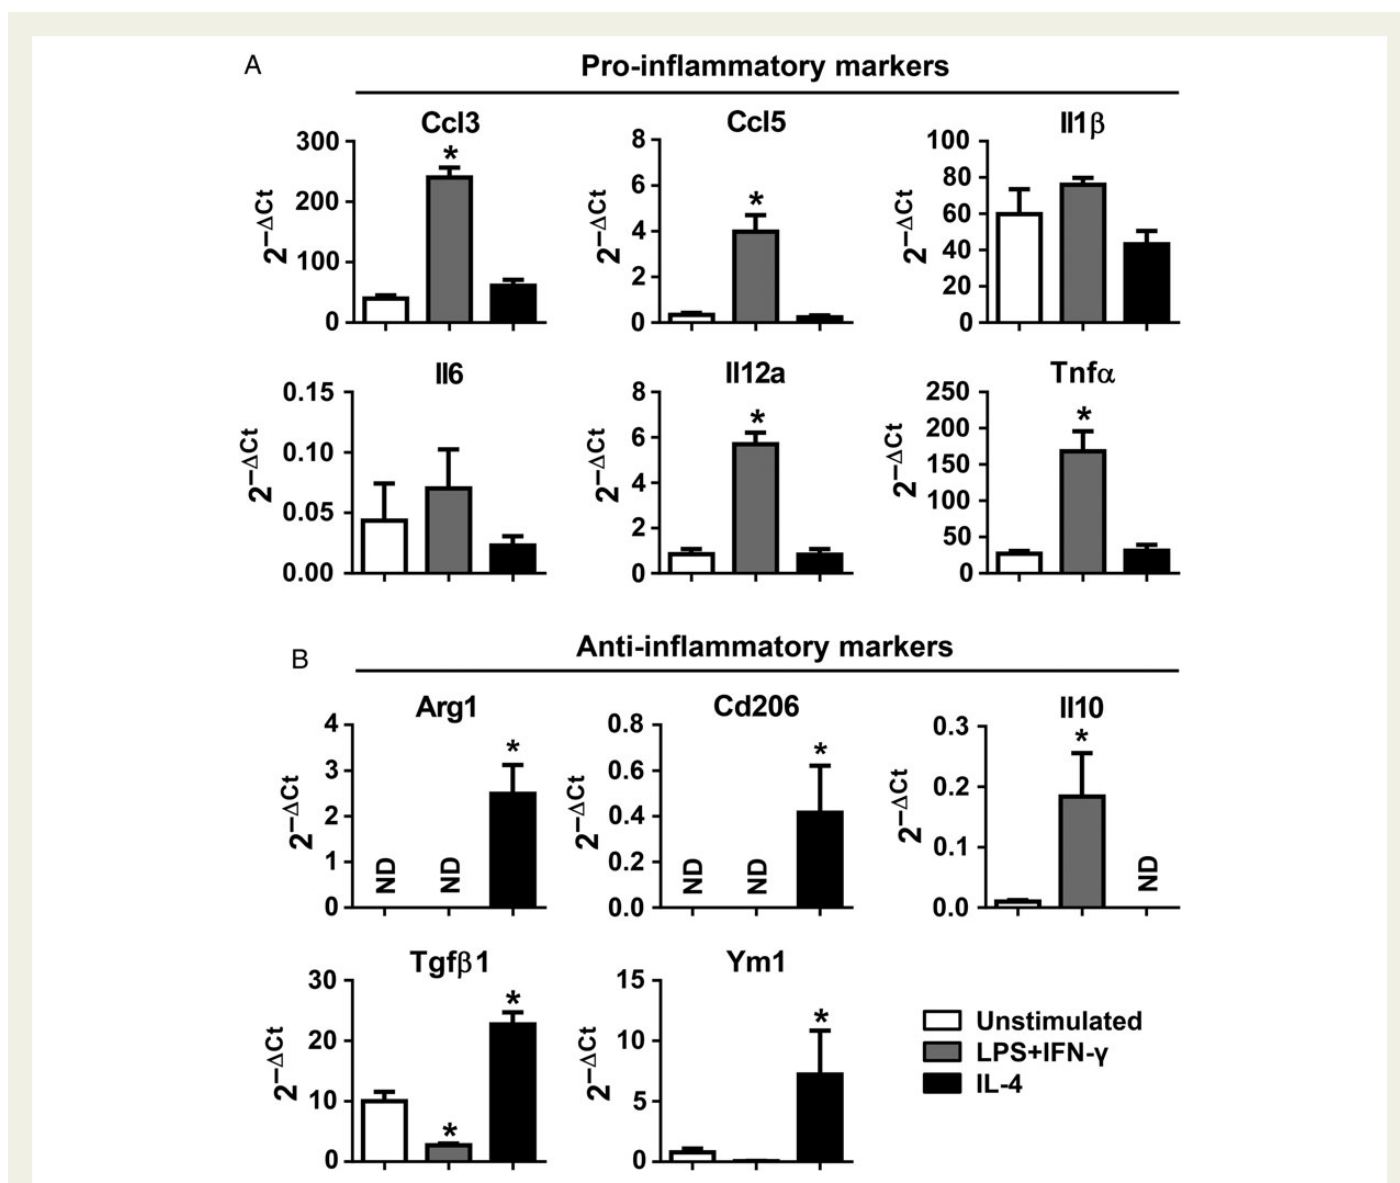 A
Pro-inflammatory markers
Ccl3
Ccl5
Il1β
300
200
100
0
2−ΔCt
*
8
6
4
2
0
2−ΔCt
*
100
80
60
40
20
0
2−ΔCt
Il6
Il12a
Tnfα
0.15
0.10
0.05
0.00
2−ΔCt
8
6
4
2
0
2−ΔCt
*
250
200
150
100
50
0
2−ΔCt
*
B
Anti-inflammatory markers
Arg1
Cd206
Il10
4
3
2
1
0
2−ΔCt
ND
ND
*
0.8
0.6
0.4
0.2
0.0
2−ΔCt
ND
ND
*
0.3
0.2
0.1
0.0
2−ΔCt
*
ND
Tgfβ1
Ym1
30
20
10
0
2−ΔCt
*
*
15
10
5
0
2−ΔCt
*
Unstimulated
LPS+IFN-γ
IL-4